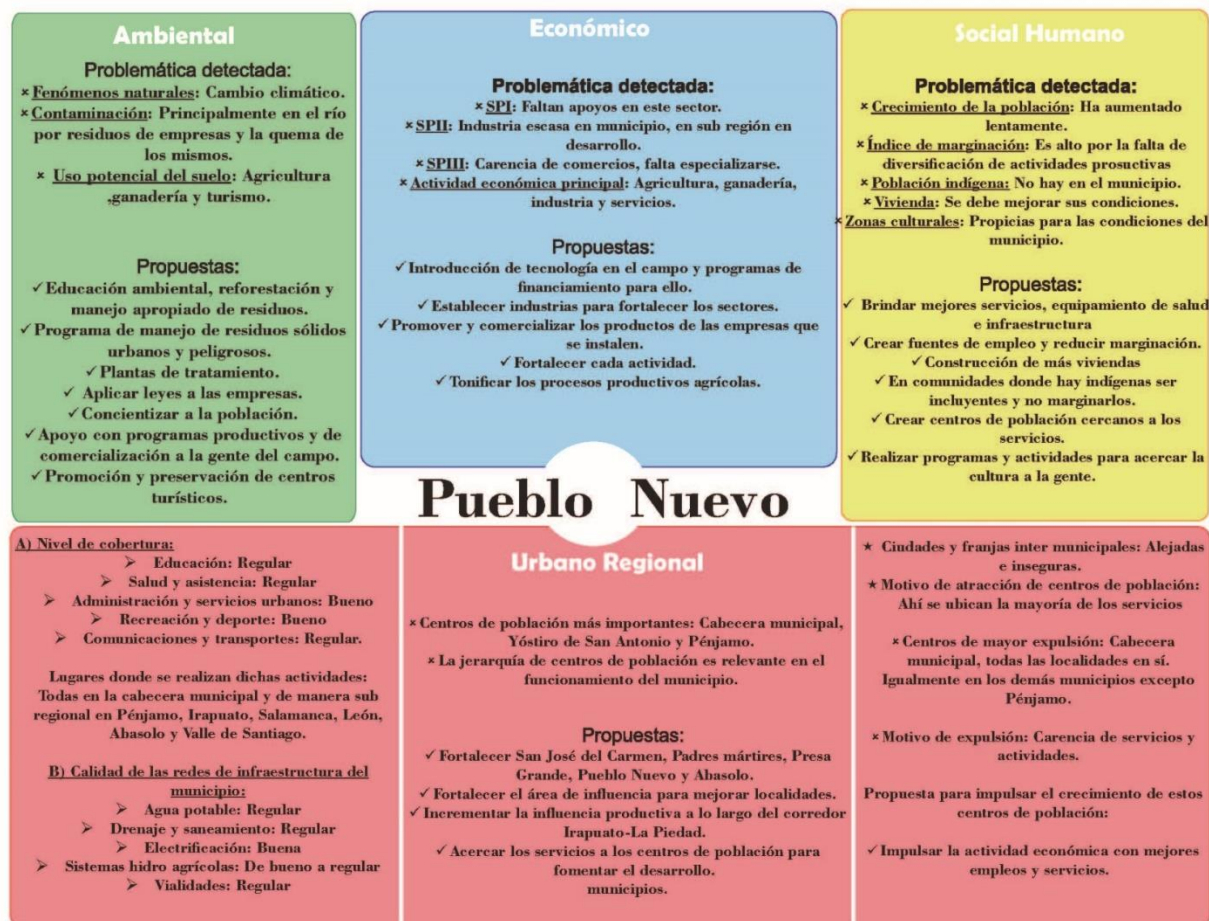 Ambiental
Problemática detectada:
× Fenómenos naturales: Cambio climático.
× Contaminación: Principalmente en el río
por residuos de empresas y la quema de
los mismos.
× Uso potencial del suelo: Agricultura
,ganadería y turismo.
Propuestas:
✓ Educación ambiental, reforestación y
manejo apropiado de residuos.
✓ Programa de manejo de residuos sólidos
urbanos y peligrosos.
✓ Plantas de tratamiento.
✓ Aplicar leyes a las empresas.
✓ Concientizar a la población.
✓ Apoyo con programas productivos y de
comercialización a la gente del campo.
✓ Promoción y preservación de centros
turísticos.
Económico
Problemática detectada:
× SPI: Faltan apoyos en este sector.
× SPII: Industria escasa en municipio, en sub región en
desarrollo.
× SPIII: Carencia de comercios, falta especializarse.
× Actividad económica principal: Agricultura, ganadería,
industria y servicios.
Propuestas:
✓ Introducción de tecnología en el campo y programas de
financiamiento para ello.
✓ Establecer industrias para fortalecer los sectores.
✓ Promover y comercializar los productos de las empresas que
se instalen.
✓ Fortalecer cada actividad.
✓ Tonificar los procesos productivos agrícolas.
Social Humano
Problemática detectada:
× Crecimiento de la población: Ha aumentado
lentamente.
× Índice de marginación: Es alto por la falta de
diversificación de actividades prosuctivas
× Población indígena: No hay en el municipio.
× Vivienda: Se debe mejorar sus condiciones.
× Zonas culturales: Propicias para las condiciones del
municipio.
Propuestas:
✓ Brindar mejores servicios, equipamiento de salud
e infraestructura
✓ Crear fuentes de empleo y reducir marginación.
✓ Construcción de más viviendas
✓ En comunidades donde hay indígenas ser
incluyentes y no marginarlos.
✓ Crear centros de población cercanos a los
servicios.
✓ Realizar programas y actividades para acercar la
cultura a la gente.
Pueblo Nuevo
A) Nivel de cobertura:
➢ Educación: Regular
➢ Salud y asistencia: Regular
➢ Administración y servicios urbanos: Bueno
➢ Recreación y deporte: Bueno
➢ Comunicaciones y transportes: Regular.
Lugares donde se realizan dichas actividades:
Todas en la cabecera municipal y de manera sub
regional en Pénjamo, Irapuato, Salamanca, León,
Abasolo y Valle de Santiago.
B) Calidad de las redes de infraestructura del
municipio:
➢ Agua potable: Regular
➢ Drenaje y saneamiento: Regular
➢ Electrificación: Buena
➢ Sistemas hidro agrícolas: De bueno a regular
➢ Vialidades: Regular
Urbano Regional
× Centros de población más importantes: Cabecera municipal,
Yóstiro de San Antonio y Pénjamo.
× La jerarquía de centros de población es relevante en el
funcionamiento del municipio.
Propuestas:
✓ Fortalecer San José del Carmen, Padres mártires, Presa
Grande, Pueblo Nuevo y Abasolo.
✓ Fortalecer el área de influencia para mejorar localidades.
✓ Incrementar la influencia productiva a lo largo del corredor
Irapuato-La Piedad.
✓ Acercar los servicios a los centros de población para
fomentar el desarrollo.
municipios.
★ Ciudades y franjas inter municipales: Alejadas
e inseguras.
★ Motivo de atracción de centros de población:
Ahí se ubican la mayoría de los servicios
× Centros de mayor expulsión: Cabecera
municipal, todas las localidades en sí.
Igualmente en los demás municipios excepto
Pénjamo.
× Motivo de expulsión: Carencia de servicios y
actividades.
Propuesta para impulsar el crecimiento de estos
centros de población:
✓ Impulsar la actividad económica con mejores
empleos y servicios.